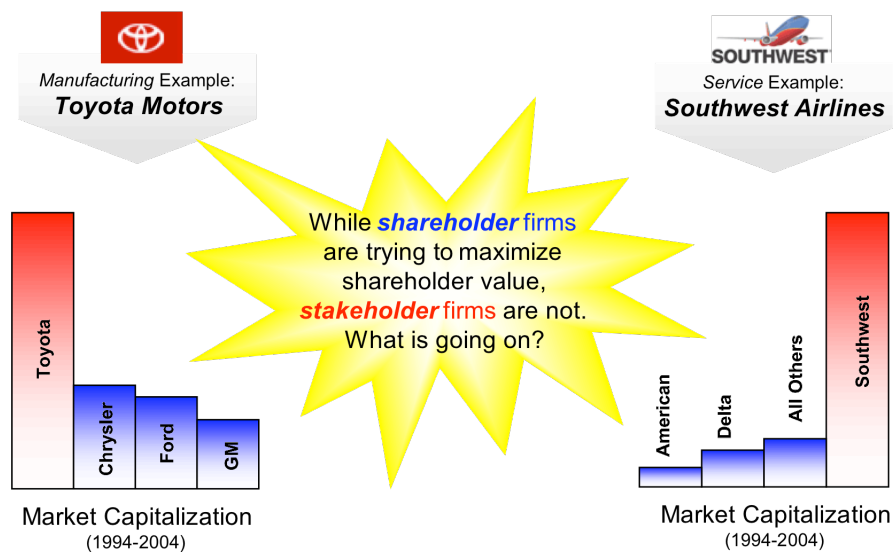 Manufacturing Example:
Toyota Motors
SOUTHWEST
Service Example:
Southwest Airlines
While shareholder firms
are trying to maximize
shareholder value,
stakeholder firms are not.
What is going on?
Toyota
Chrysler
Ford
GM
Market Capitalization
(1994-2004)
American
Delta
All Others
Southwest
Market Capitalization
(1994-2004)